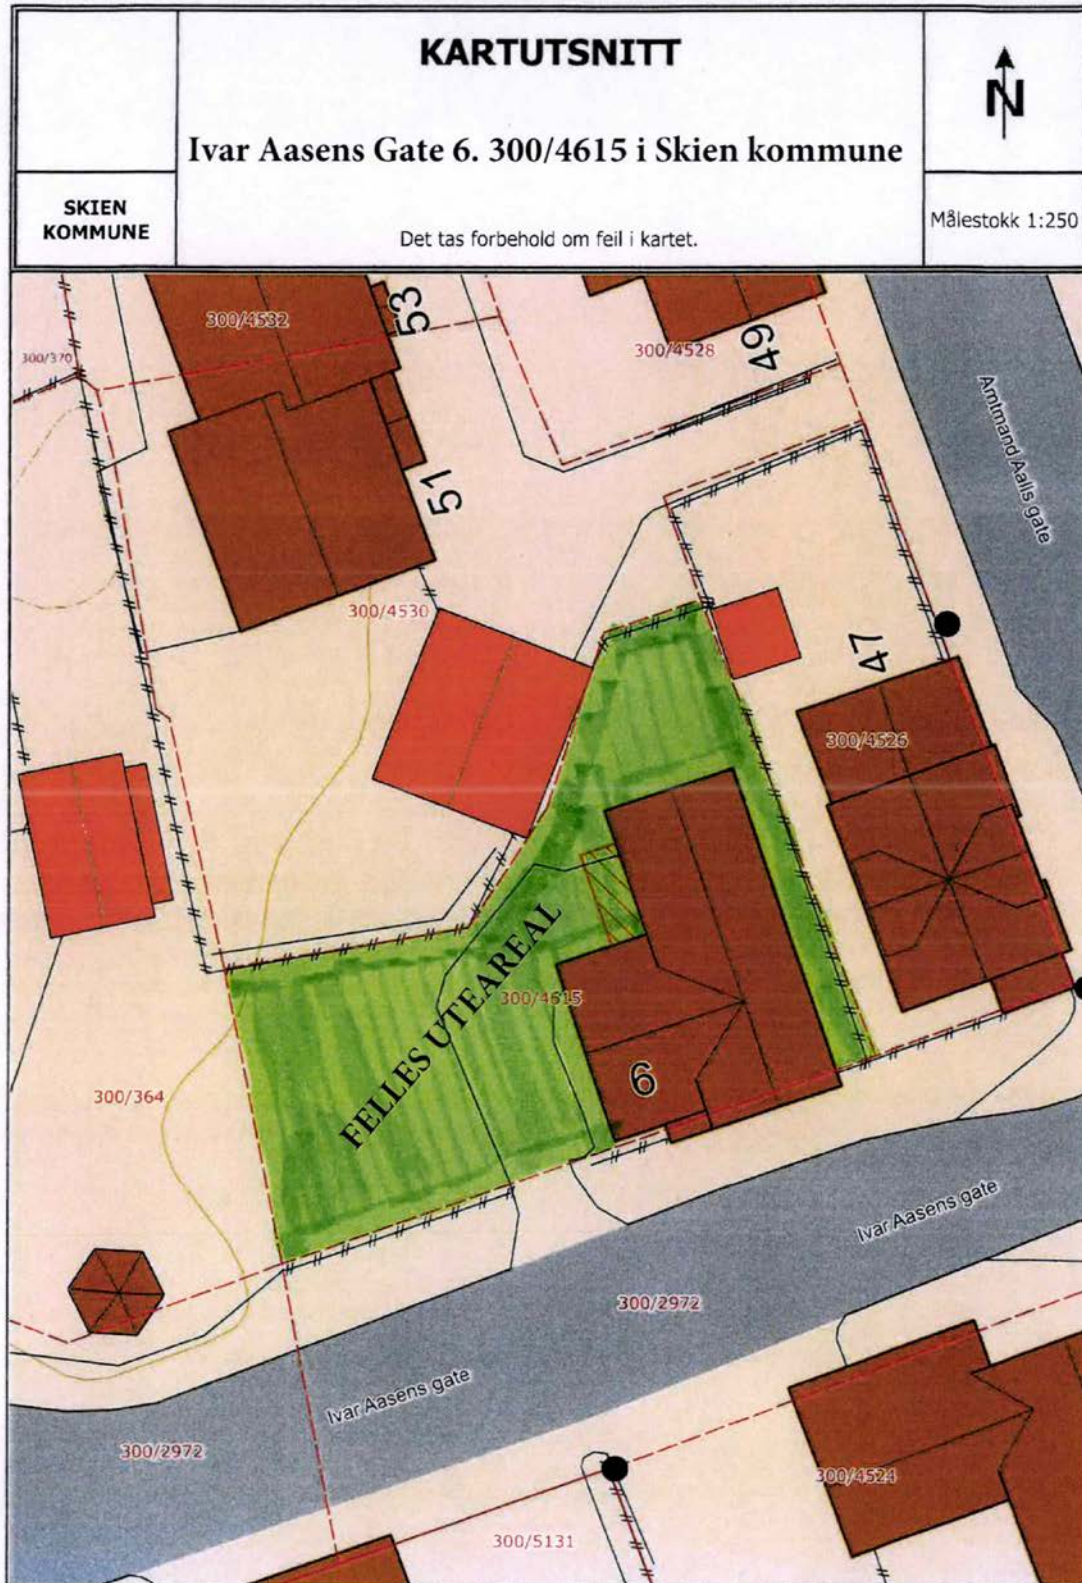 KARTUTSNITT
Ivar Aasens Gate 6. 300/4615 i Skien kommune
Det tas forbehold om feil i kartet.
SKIEN
KOMMUNE
N
Målestokk 1:250
300/4532
53
300/370
300/4528
49
Amtmand Aalls gate
51
300/4530
47
300/4526
FELLES UTEAREAL
300/4615
6
300/364
Ivar Aasens gate
300/2972
Ivar Aasens gate
300/2972
300/4524
300/5131